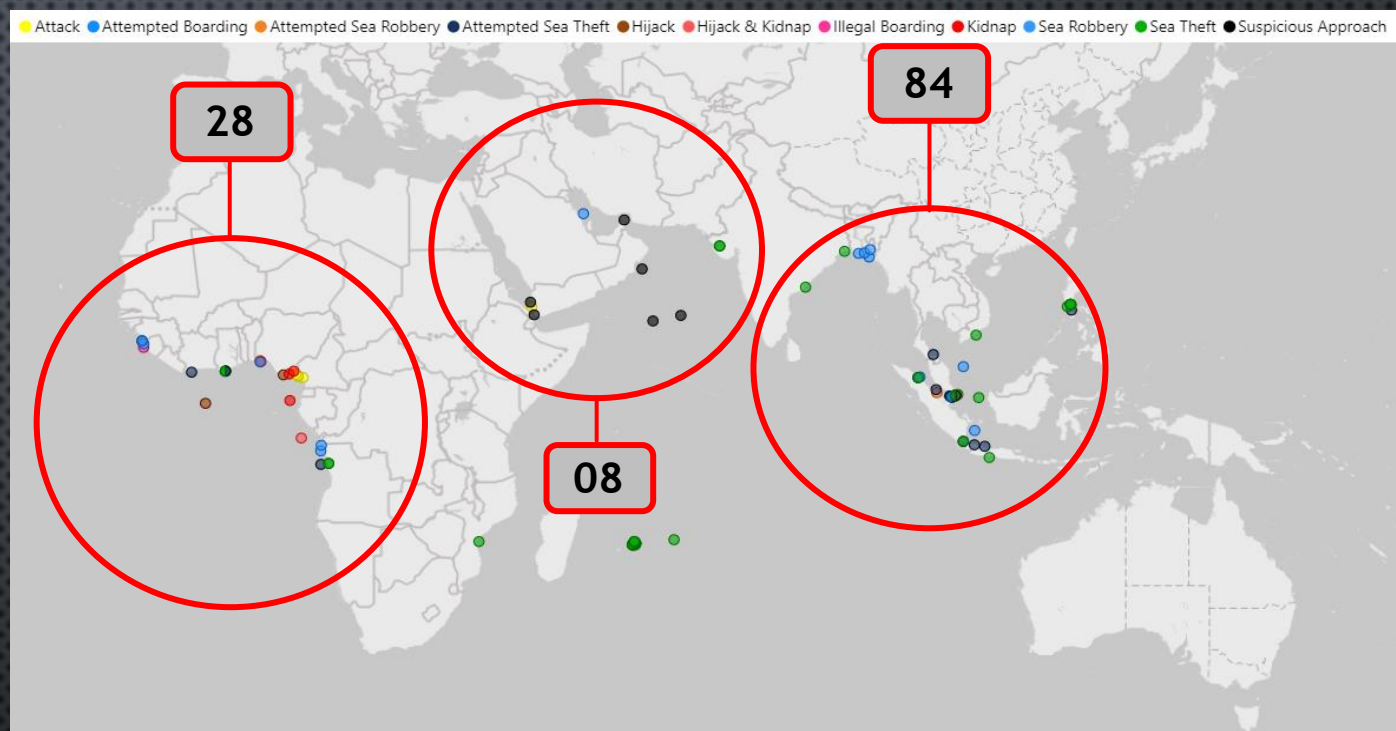 Attack Attempted Boarding Attempted Sea Robbery Attempted Sea Theft Hijack Hijack & Kidnap Illegal Boarding Kidnap Sea Robbery Sea Theft Suspicious Approach
28
84
08